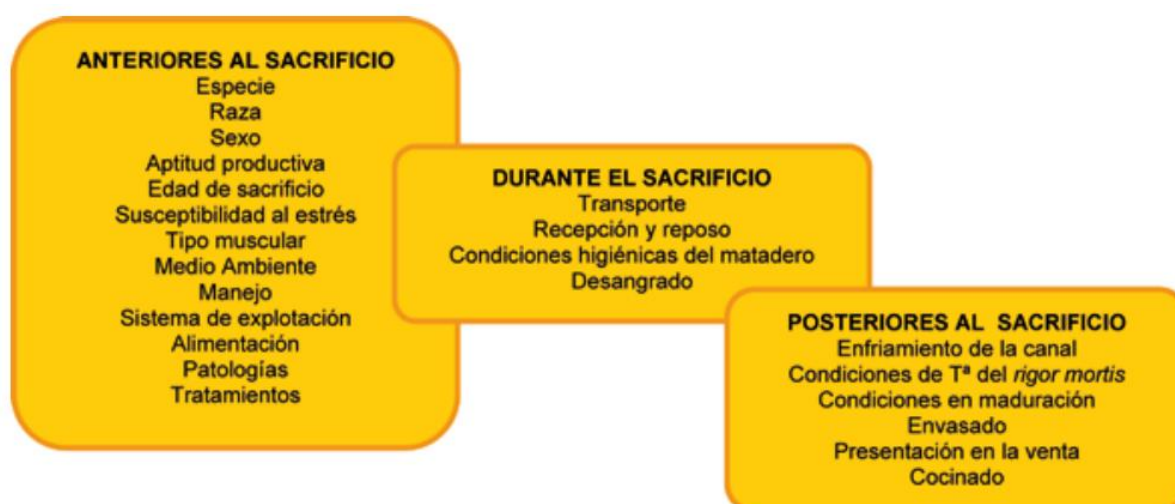 ANTERIORES AL SACRIFICIO
Especie
Raza
Sexo
Aptitud productiva
Edad de sacrificio
Susceptibilidad al estrés
Tipo muscular
Medio Ambiente
Manejo
Sistema de explotación
Alimentación
Patologías
Tratamientos
DURANTE EL SACRIFICIO
Transporte
Recepción y reposo
Condiciones higiénicas del matadero
Desangrado
POSTERIORES AL SACRIFICIO
Enfriamiento de la canal
Condiciones de Tª del rigor mortis
Condiciones en maduración
Envasado
Presentación en la venta
Cocinado